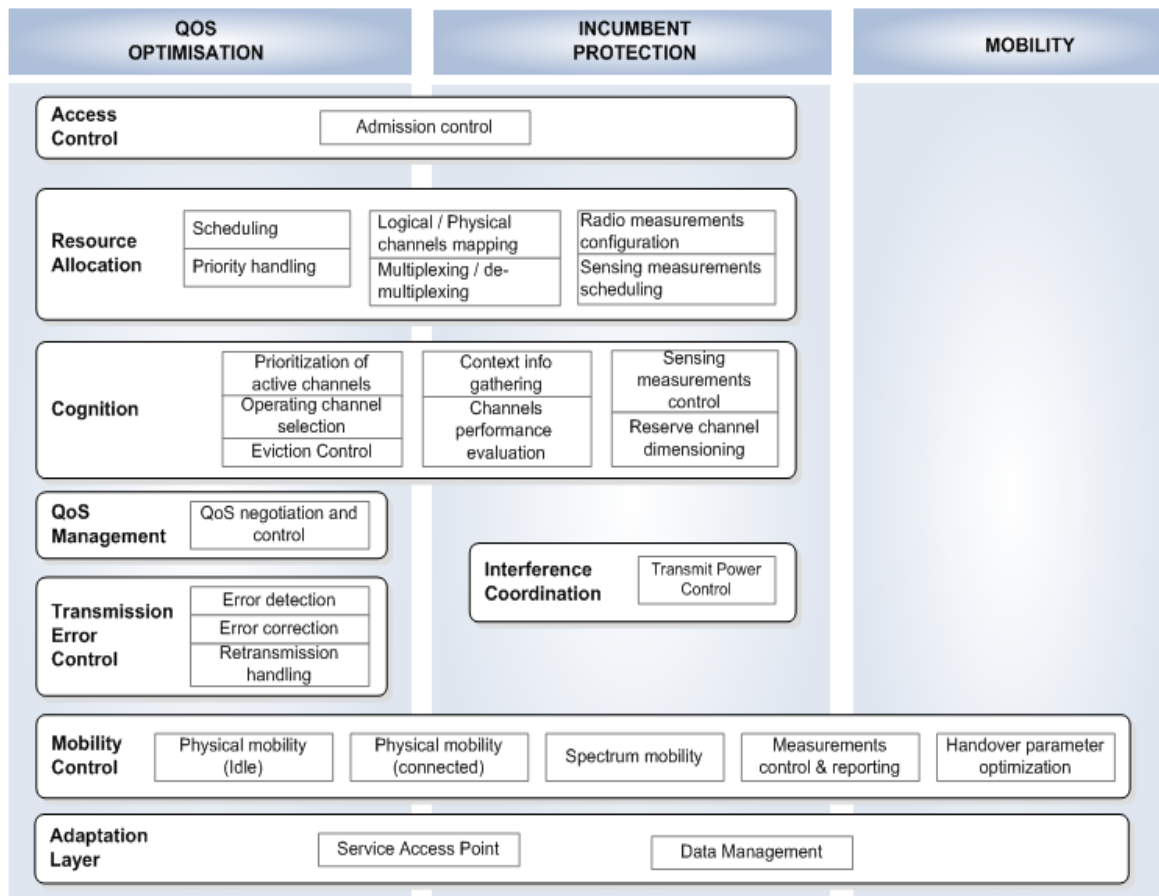 QOS
OPTIMISATION
INCUMBENT
PROTECTION
MOBILITY
Access
Control
Admission control
Resource
Allocation
Scheduling
Priority handling
Logical / Physical
channels mapping
Multiplexing / de-
multiplexing
Radio measurements
configuration
Sensing measurements
scheduling
Cognition
Prioritization of
active channels
Operating channel
selection
Eviction Control
Context info
gathering
Channels
performance
evaluation
Sensing
measurements
control
Reserve channel
dimensioning
QoS
Management
QoS negotiation and
control
Interference
Coordination
Transmit Power
Control
Transmission
Error
Control
Error detection
Error correction
Retransmission
handling
Mobility
Control
Physical mobility
(Idle)
Physical mobility
(connected)
Spectrum mobility
Measurements
control & reporting
Handover parameter
optimization
Adaptation
Layer
Service Access Point
Data Management